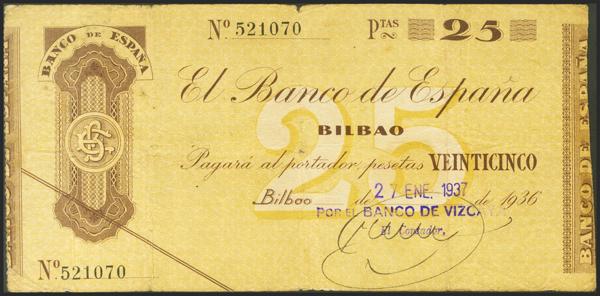 BANCO DE ESPAÑA
Nº 521070
PTAS 25
El Banco de España
25
BILBAO
Pagará al portador pesetas VEINTICINCO
Bilbao de 27 ENE. 1937 de 1936
POR EL BANCO DE VIZCAYA
El Contador,
Nº 521070
BANCO DE ESPAÑA